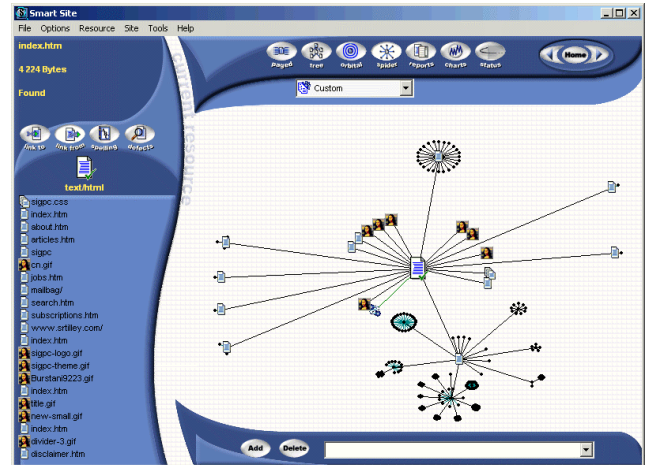 Smart Site
File Options Resource Site Tools Help
index.htm
4 224 Bytes
Found
link to link from spelling defects
text/html
sigpc.css
index.htm
about.htm
articles.htm
sigpc
cn.gif
jobs.htm
mailbag/
search.htm
subscriptions.htm
www.srtilley.com/
index.htm
sigpc-logo.gif
sigpc-theme.gif
Burstani9223.gif
index.htm
title.gif
new-small.gif
index.htm
divider-3.gif
disclaimer.htm
current resource
paged tree orbital spider reports charts status
Home
Custom
Add Delete